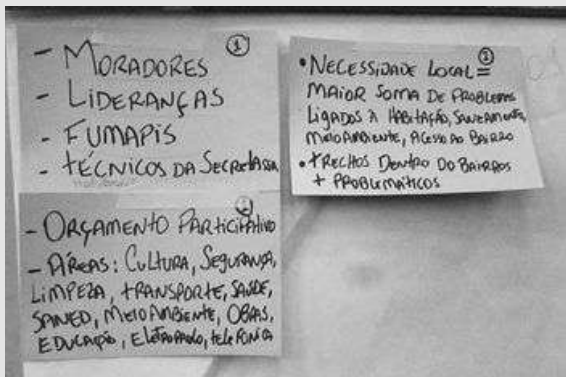 - MORADORES ①
- LIDERANÇAS
- FUMAPIS
- TÉCNICOS DA SECRETARIA
- ORÇAMENTO PARTICIPATIVO
- ÁREAS: CULTURA, SEGURANÇA,
LIMPEZA, TRANSPORTE, SAÚDE,
SANED, MEIO AMBIENTE, OBRAS,
EDUCAÇÃO, ELETROPAULO, TELEFONICA
• NECESSIDADE LOCAL =
MAIOR SOMA DE PROBLEMAS
LIGADOS À HABITAÇÃO, SANEAMENTO,
MEIO AMBIENTE, ACESSO AO BAIRRO
• TRECHOS DENTRO DO BAIRROS
+ PROBLEMÁTICOS